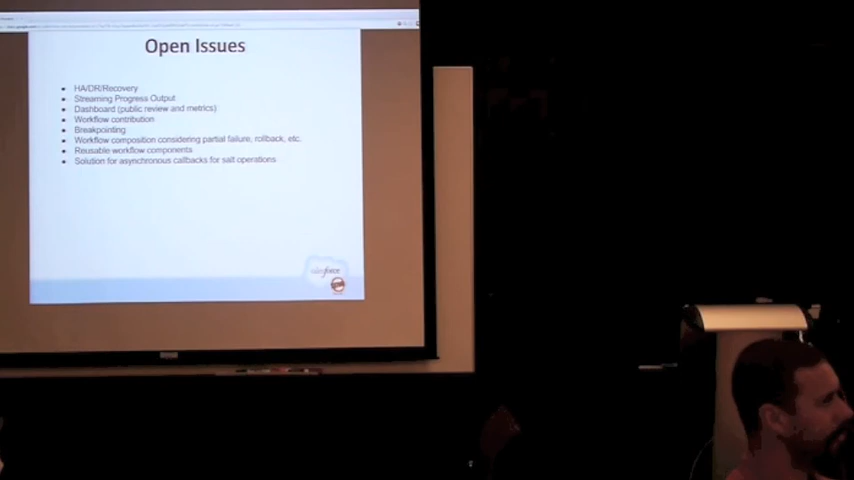 Open Issues
HA/DR/Recovery
Streaming Progress Output
Dashboard (public review and metrics)
Workflow contribution
Breakpointing
Workflow composition considering partial failure, rollback, etc.
Reusable workflow components
Solution for asynchronous callbacks for salt operations
salesforce